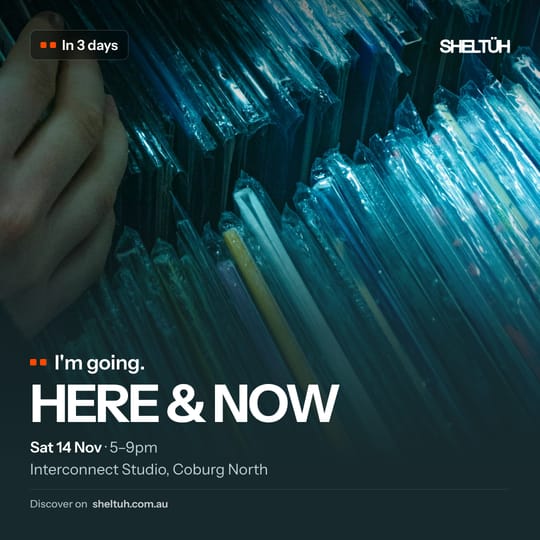 In 3 days
SHELTÜH
I'm going.
HERE & NOW
Sat 14 Nov · 5–9pm
Interconnect Studio, Coburg North
Discover on sheltuh.com.au